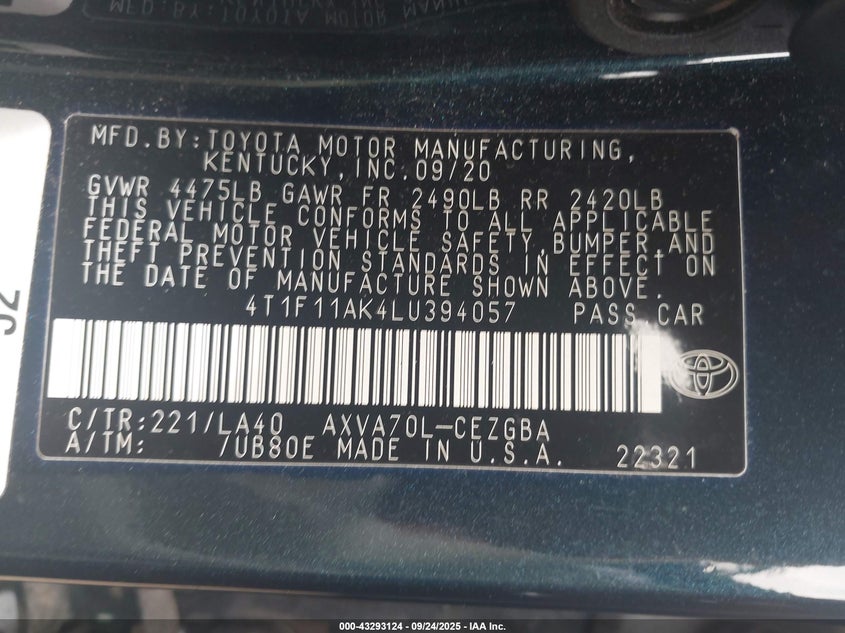 MFD.BY:TOYOTA MOTOR MANUFACTURING,
KENTUCKY,INC.09/20
GVWR 4475LB GAWR FR 2490LB RR 2420LB
THIS VEHICLE CONFORMS TO ALL APPLICABLE
FEDERAL MOTOR VEHICLE SAFETY,BUMPER,AND
THEFT PREVENTION STANDARDS IN EFFECT ON
THE DATE OF MANUFACTURE SHOWN ABOVE.
4T1F11AK4LU394057 PASS CAR
C/TR:221/LA40 AXVA70L-CEZGBA
A/TM: 7UB80E MADE IN U.S.A. 22321
000-43293124 - 09/24/2025 - IAA Inc.